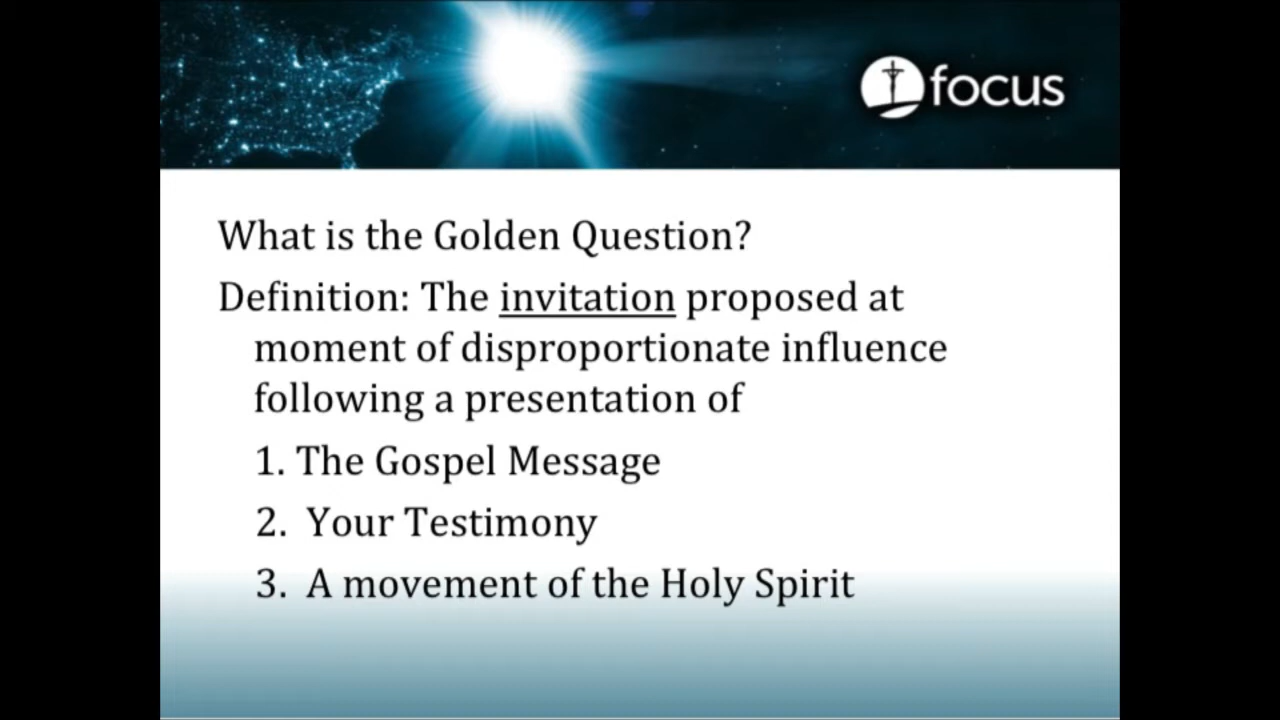 focus
What is the Golden Question?
Definition: The invitation proposed at
moment of disproportionate influence
following a presentation of
1. The Gospel Message
2. Your Testimony
3. A movement of the Holy Spirit